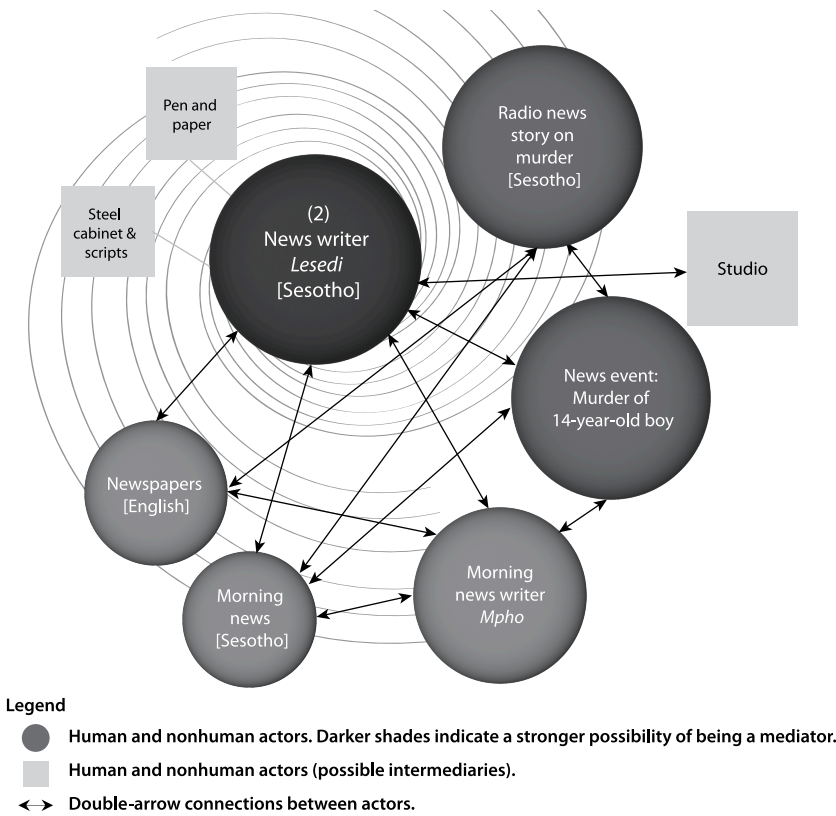 Pen and
paper
Steel
cabinet &
scripts
(2)
News writer
Lesedi
[Sesotho]
Radio news
story on
murder
[Sesotho]
Studio
News event:
Murder of
14-year-old boy
Newspapers
[English]
Morning
news
[Sesotho]
Morning
news writer
Mpho
Legend
Human and nonhuman actors. Darker shades indicate a stronger possibility of being a mediator.
Human and nonhuman actors (possible intermediaries).
Double-arrow connections between actors.